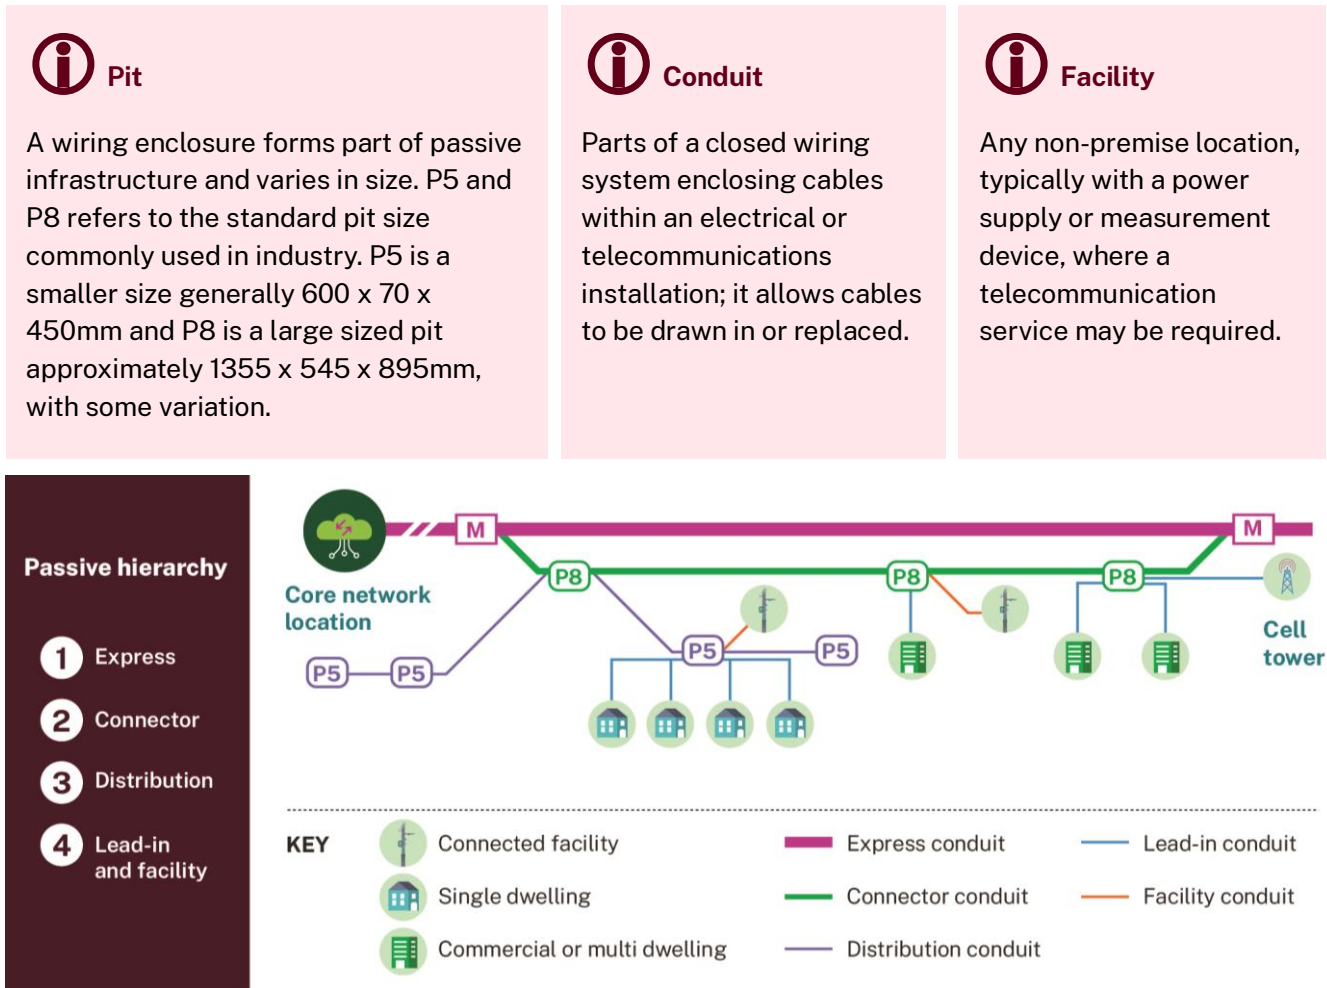 Pit
A wiring enclosure forms part of passive
infrastructure and varies in size. P5 and
P8 refers to the standard pit size
commonly used in industry. P5 is a
smaller size generally 600 x 70 x
450mm and P8 is a large sized pit
approximately 1355 x 545 x 895mm,
with some variation.
Conduit
Parts of a closed wiring
system enclosing cables
within an electrical or
telecommunications
installation; it allows cables
to be drawn in or replaced.
Facility
Any non-premise location,
typically with a power
supply or measurement
device, where a
telecommunication
service may be required.
Passive hierarchy
1 Express
2 Connector
3 Distribution
4 Lead-in
and facility
M
M
P8
P8
P8
Core network
location
P5
P5
P5
P5
Cell
tower
KEY
Connected facility
Single dwelling
Commercial or multi dwelling
Express conduit
Connector conduit
Distribution conduit
Lead-in conduit
Facility conduit